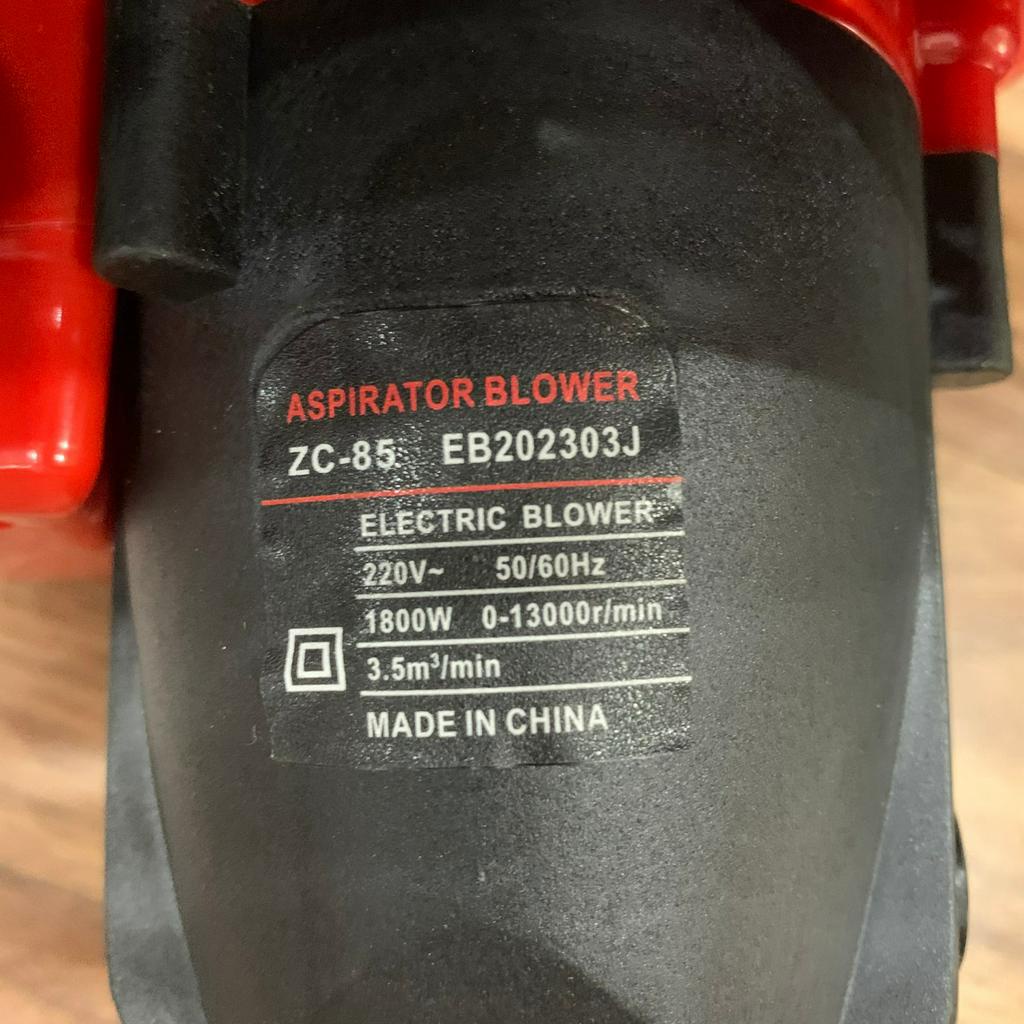 ASPIRATOR BLOWER
ZC-85 EB202303J
ELECTRIC BLOWER
220V~ 50/60Hz
1800W 0-13000r/min
3.5m³/min
MADE IN CHINA